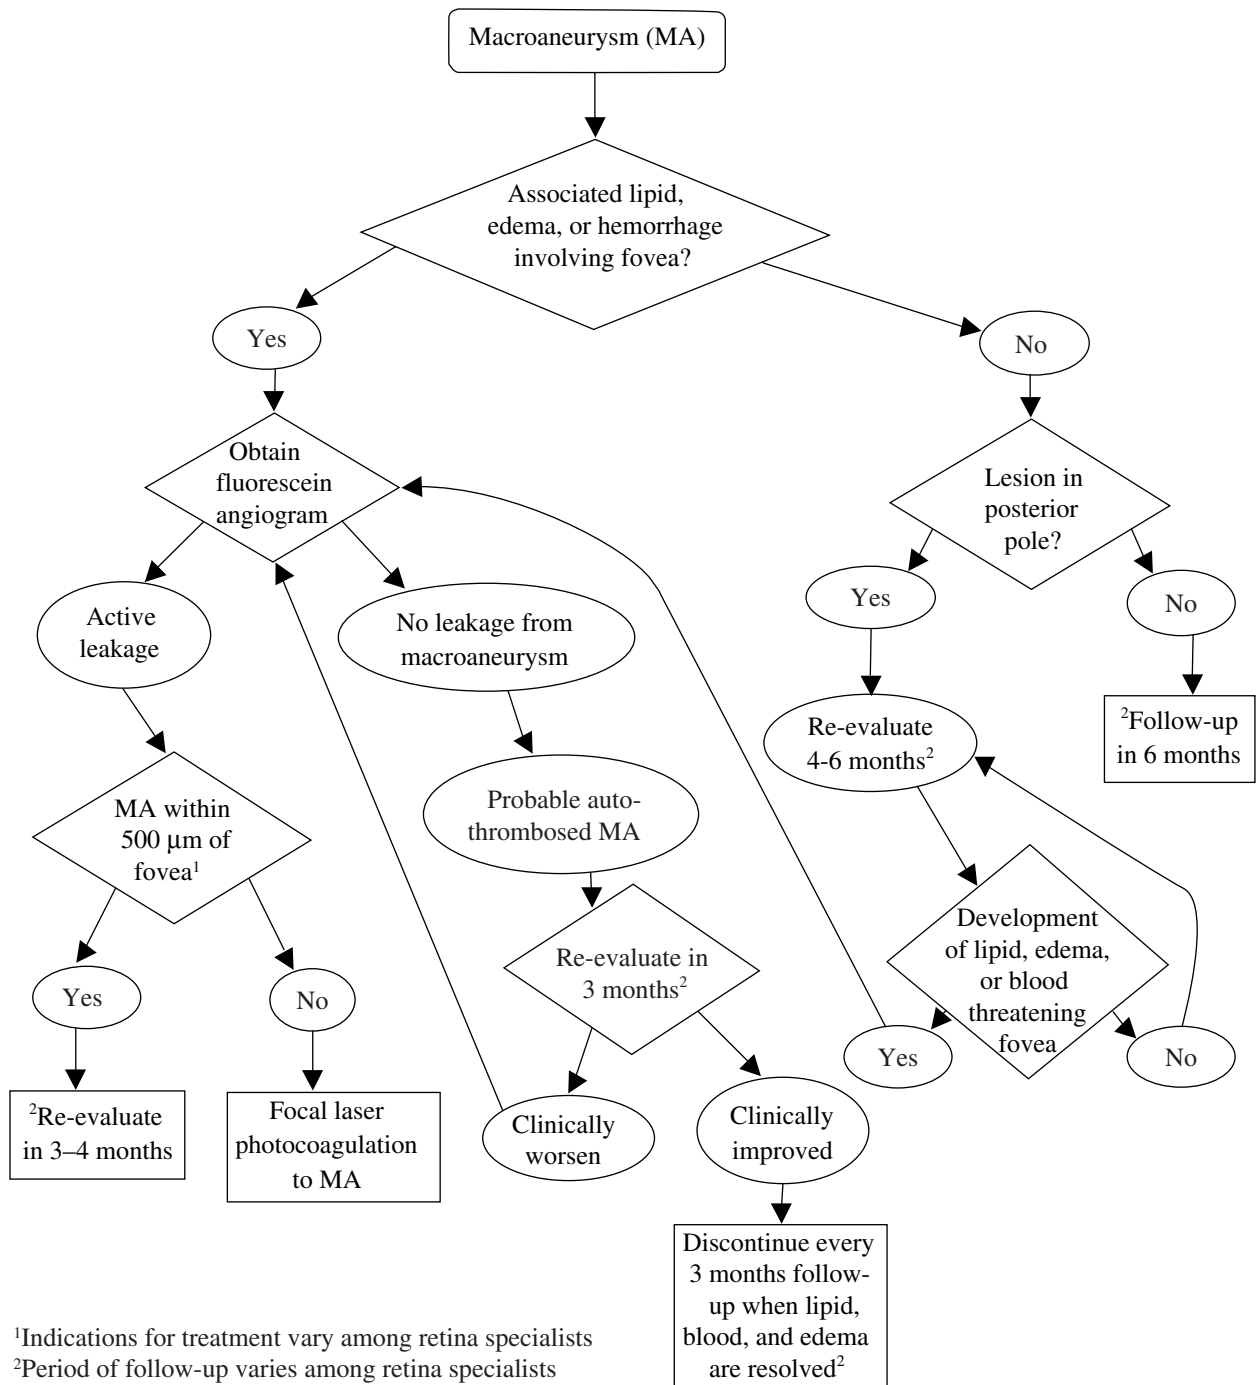 Macroaneurysm (MA)
Associated lipid,
edema, or hemorrhage
involving fovea?
Yes
No
Obtain
fluorescein
angiogram
Lesion in
posterior
pole?
Active
leakage
No leakage from
macroaneurysm
Yes
No
MA within
500 μm of
fovea¹
Probable auto-
thrombosed MA
Re-evaluate
4-6 months²
²Follow-up
in 6 months
Yes
No
Re-evaluate in
3 months²
Development
of lipid, edema,
or blood
threatening
fovea
Yes
No
²Re-evaluate
in 3–4 months
Focal laser
photocoagulation
to MA
Clinically
worsen
Clinically
improved
Discontinue every
3 months follow-
up when lipid,
blood, and edema
are resolved²
¹Indications for treatment vary among retina specialists
²Period of follow-up varies among retina specialists